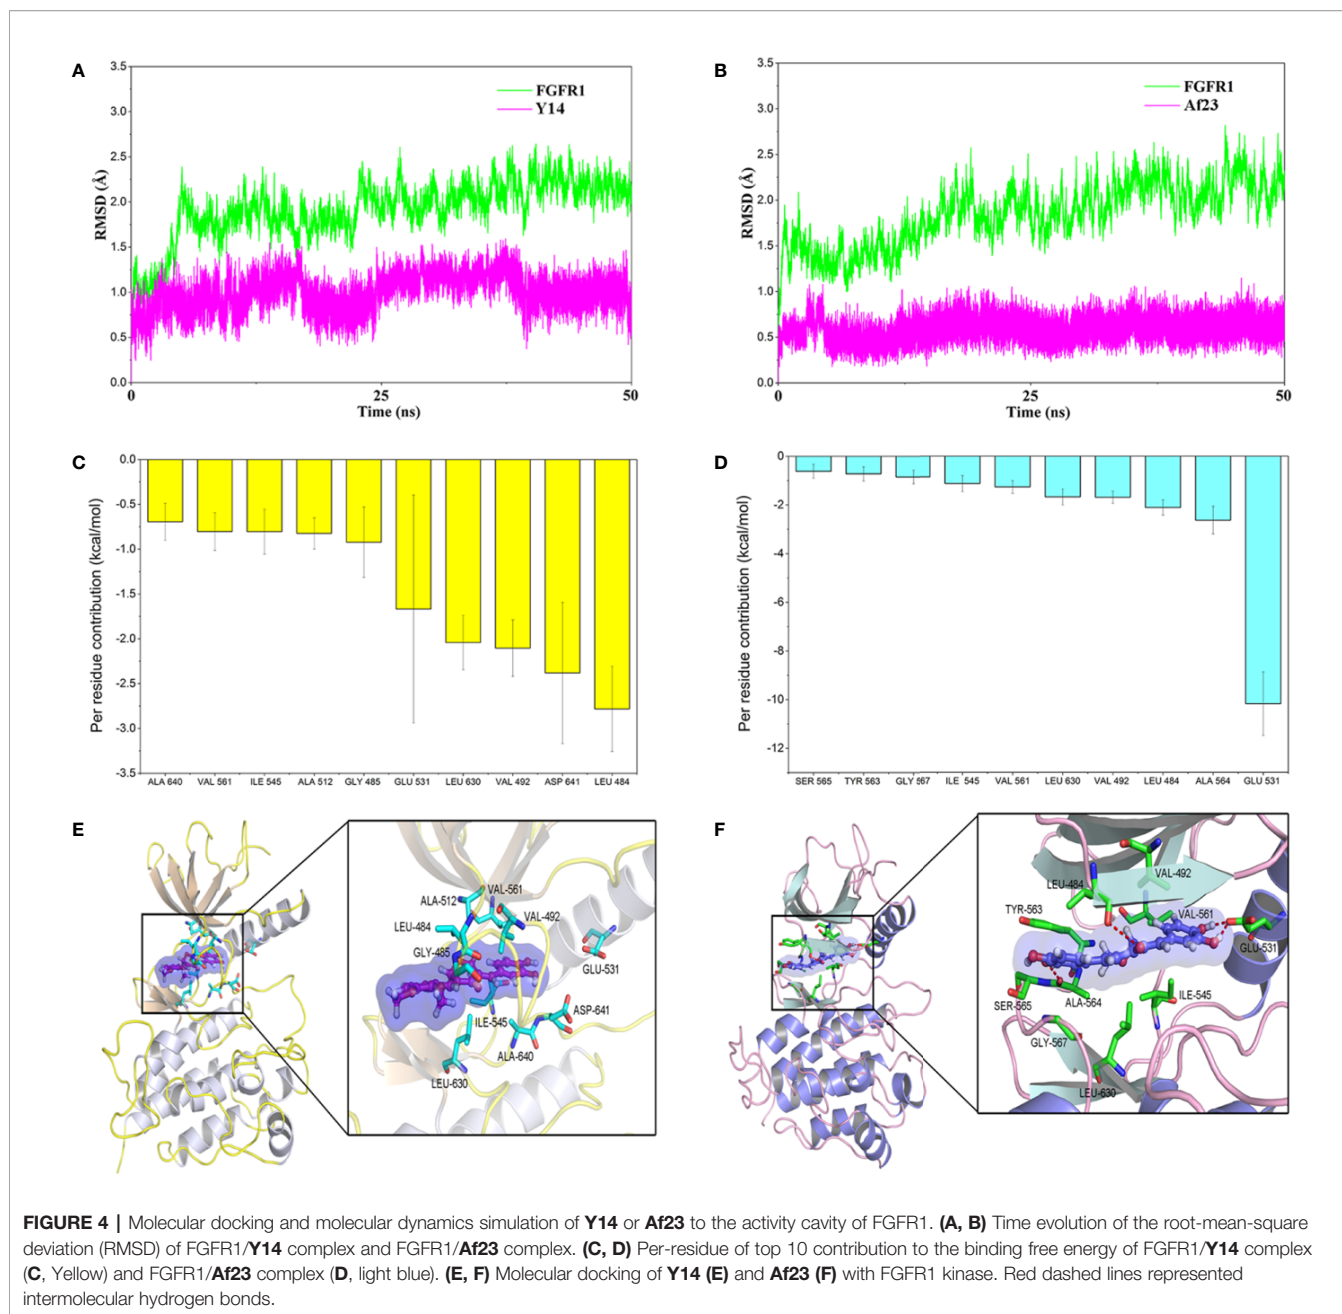 A
3.5
3.0
2.5
2.0
1.5
1.0
0.5
0.0
RMSD (Å)
FGFR1
Y14
0 25 50
Time (ns)
B
3.5
3.0
2.5
2.0
1.5
1.0
0.5
0.0
RMSD (Å)
FGFR1
Af23
0 25 50
Time (ns)
C
0.0
-0.5
-1.0
-1.5
-2.0
-2.5
-3.0
-3.5
Per residue contribution (kcal/mol)
ALA 640 VAL 561 ILE 545 ALA 512 GLY 485 GLU 531 LEU 630 VAL 492 ASP 641 LEU 484
D
0
-2
-4
-6
-8
-10
-12
Per residue contribution (kcal/mol)
SER 565 TYR 563 GLY 567 ILE 545 VAL 561 LEU 630 VAL 492 LEU 484 ALA 564 GLU 531
E
VAL-561
ALA-512
VAL-492
LEU-484
GLY-485
GLU-531
ILE-545
ASP-641
ALA-640
LEU-630
F
VAL-492
LEU-484
TYR-563
VAL-561
GLU-531
SER-565
ALA-564
ILE-545
GLY-567
LEU-630
FIGURE 4 | Molecular docking and molecular dynamics simulation of Y14 or Af23 to the activity cavity of FGFR1. (A, B) Time evolution of the root-mean-square
deviation (RMSD) of FGFR1/Y14 complex and FGFR1/Af23 complex. (C, D) Per-residue of top 10 contribution to the binding free energy of FGFR1/Y14 complex
(C, Yellow) and FGFR1/Af23 complex (D, light blue). (E, F) Molecular docking of Y14 (E) and Af23 (F) with FGFR1 kinase. Red dashed lines represented
intermolecular hydrogen bonds.